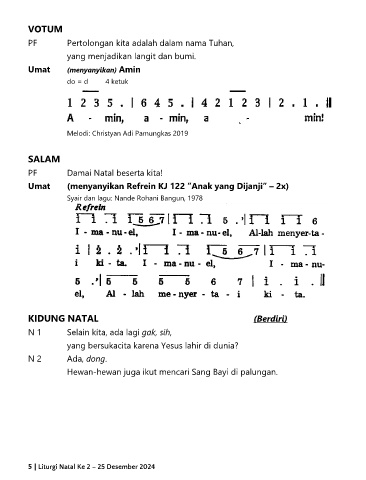 VOTUM
PF Pertolongan kita adalah dalam nama Tuhan,
yang menjadikan langit dan bumi.
Umat (menyanyikan) Amin
do = d 4 ketuk
1 2 3 5 . | 6 4 5 . | 4 2 1 2 3 | 2 . 1 . ||
A - min, a - min, a - min!
Melodi: Christyan Adi Pamungkas 2019
SALAM
PF Damai Natal beserta kita!
Umat (menyanyikan Refrein KJ 122 "Anak yang Dijanji" – 2x)
Syair dan lagu: Nande Rohani Bangun, 1978
Refrein
1 1 . 1 1 5 6 7 | 1 1 . 1 5 . ' | 1 1 1 1 6
I - ma - nu - el, I - ma - nu - el, Al-lah menyer-ta -
1 | 2 . 2 . ' | 1 1 . 1 1 5 6 7 | 1 1 . 1
i ki - ta. I - ma - nu - el, I - ma - nu-
5 . ' | 5 5 5 5 6 7 | 1 . 1 . ||
el, Al - lah me - nyer - ta - i ki - ta.
KIDUNG NATAL (Berdiri)
N 1 Selain kita, ada lagi gak, sih,
yang bersukacita karena Yesus lahir di dunia?
N 2 Ada, dong.
Hewan-hewan juga ikut mencari Sang Bayi di palungan.
5 | Liturgi Natal Ke 2 – 25 Desember 2024